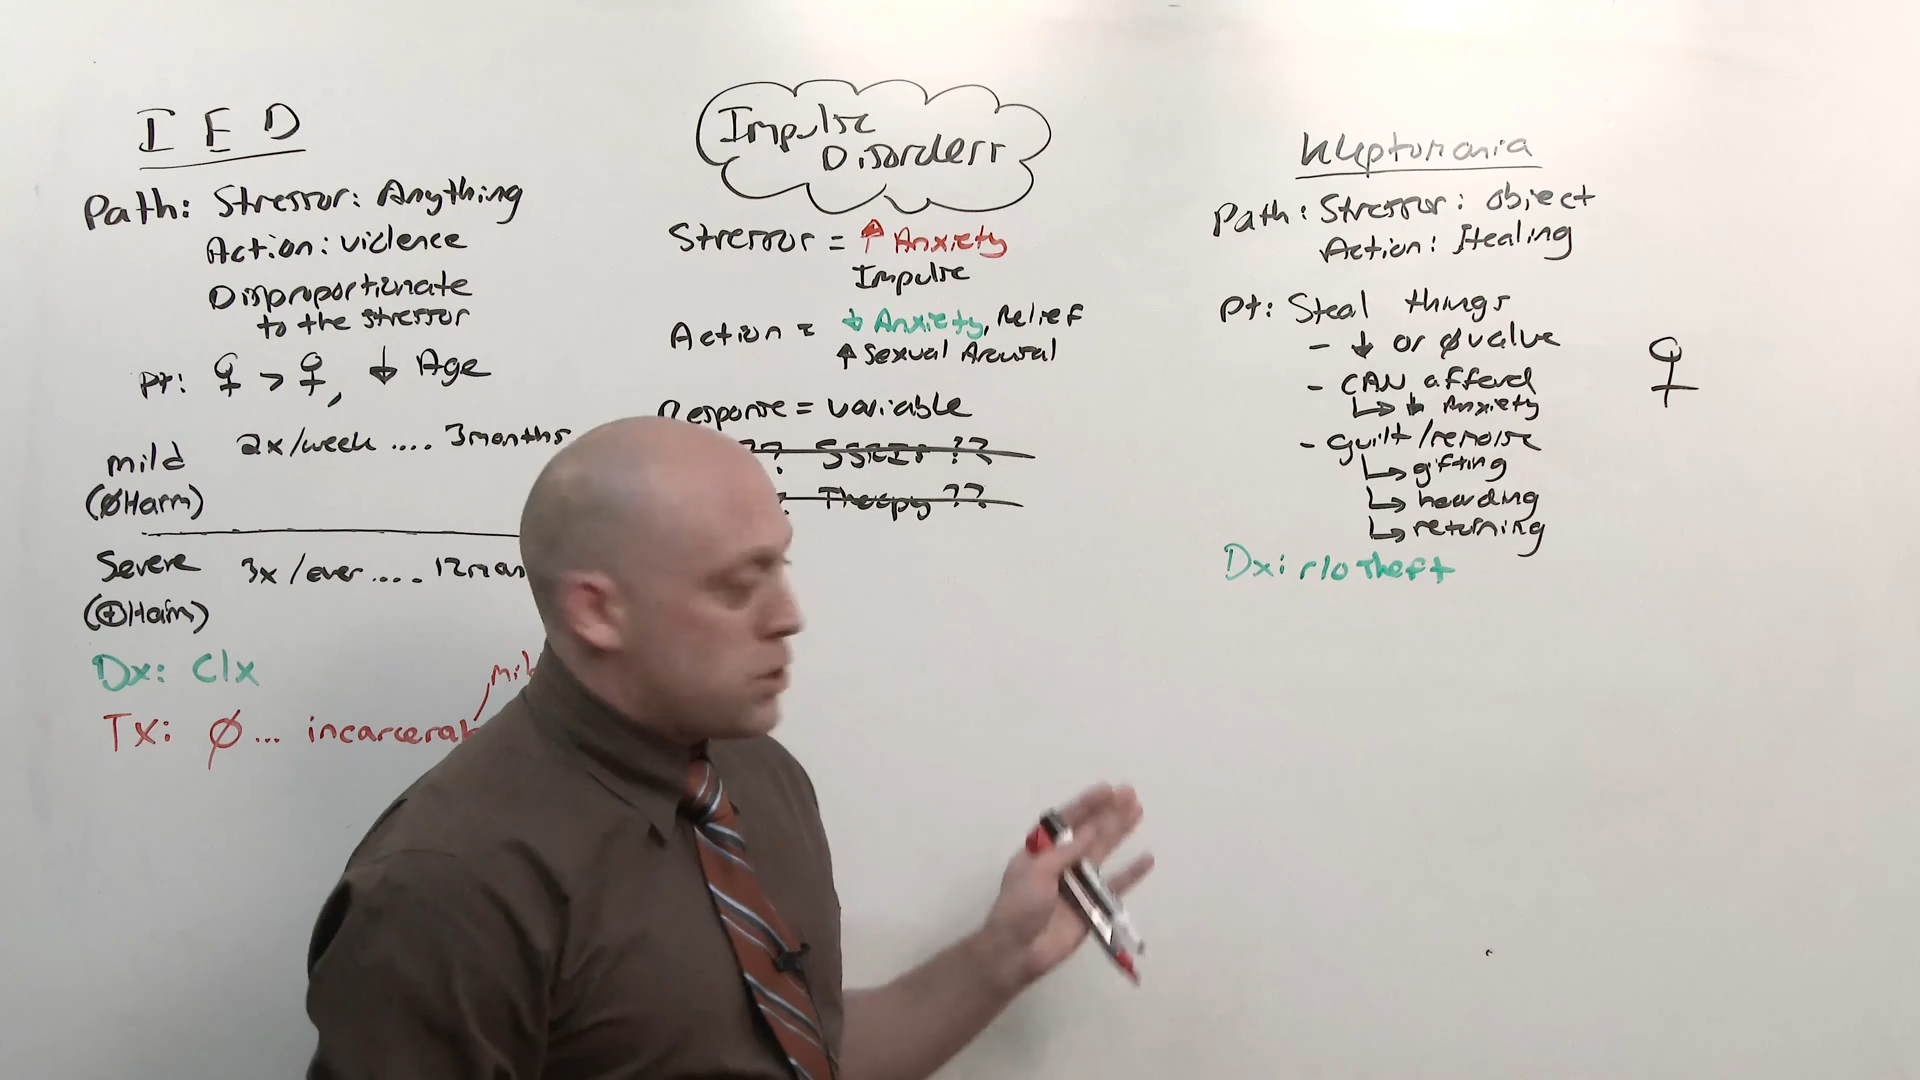 IED
Path: Stressor: Anything
Action: violence
Disproportionate
to the stressor
Pt: ♀ > ♀, ↓ Age
mild 2x/week .... 3months
(ØHarm)
Severe 3x/ever ....
(⊕Harm)
Dx: Clx
Tx: Ø...
Impulse
Disorders
Stressor = ↑ Anxiety
Impulse
Action = ↓ Anxiety, Relief
↑ Sexual Arousal
Response = variable
?? SSRIs ??
? Therapy ??
Kleptomania
Path: Stressor: object
Action: Stealing
Pt: Steal things
- ↓ or Ø value
- CAN afford
↳ ↓ Anxiety
- guilt/remorse
↳ gifting
↳ hoarding
↳ returning
♀
Dx: r/o Theft